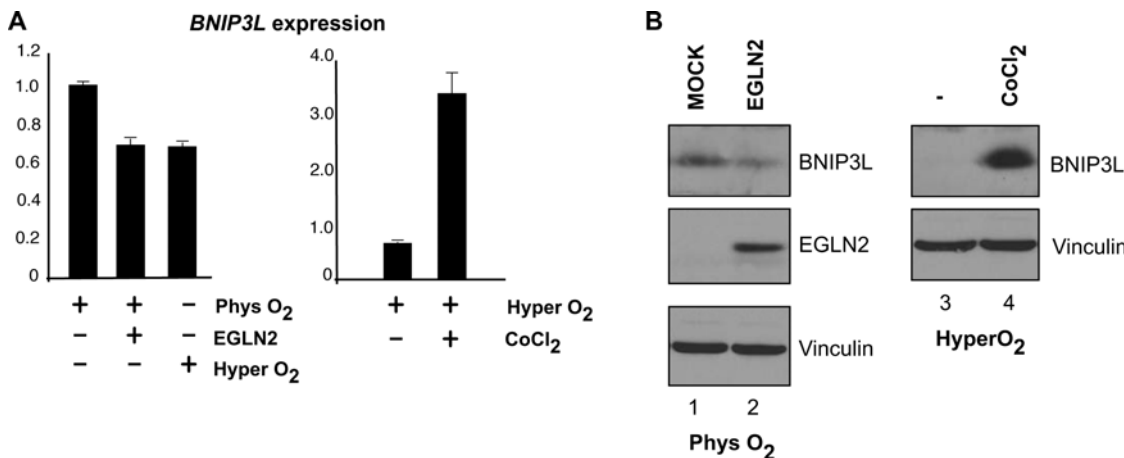 A
BNIP3L expression
1.2
1.0
0.8
0.6
0.4
0.2
0
+ + – Phys O2
– + – EGLN2
– – + Hyper O2
4.0
3.0
2.0
1.0
0
+ + Hyper O2
– + CoCl2
B
MOCK
EGLN2
BNIP3L
EGLN2
Vinculin
1 2
Phys O2
-
CoCl2
BNIP3L
Vinculin
3 4
HyperO2